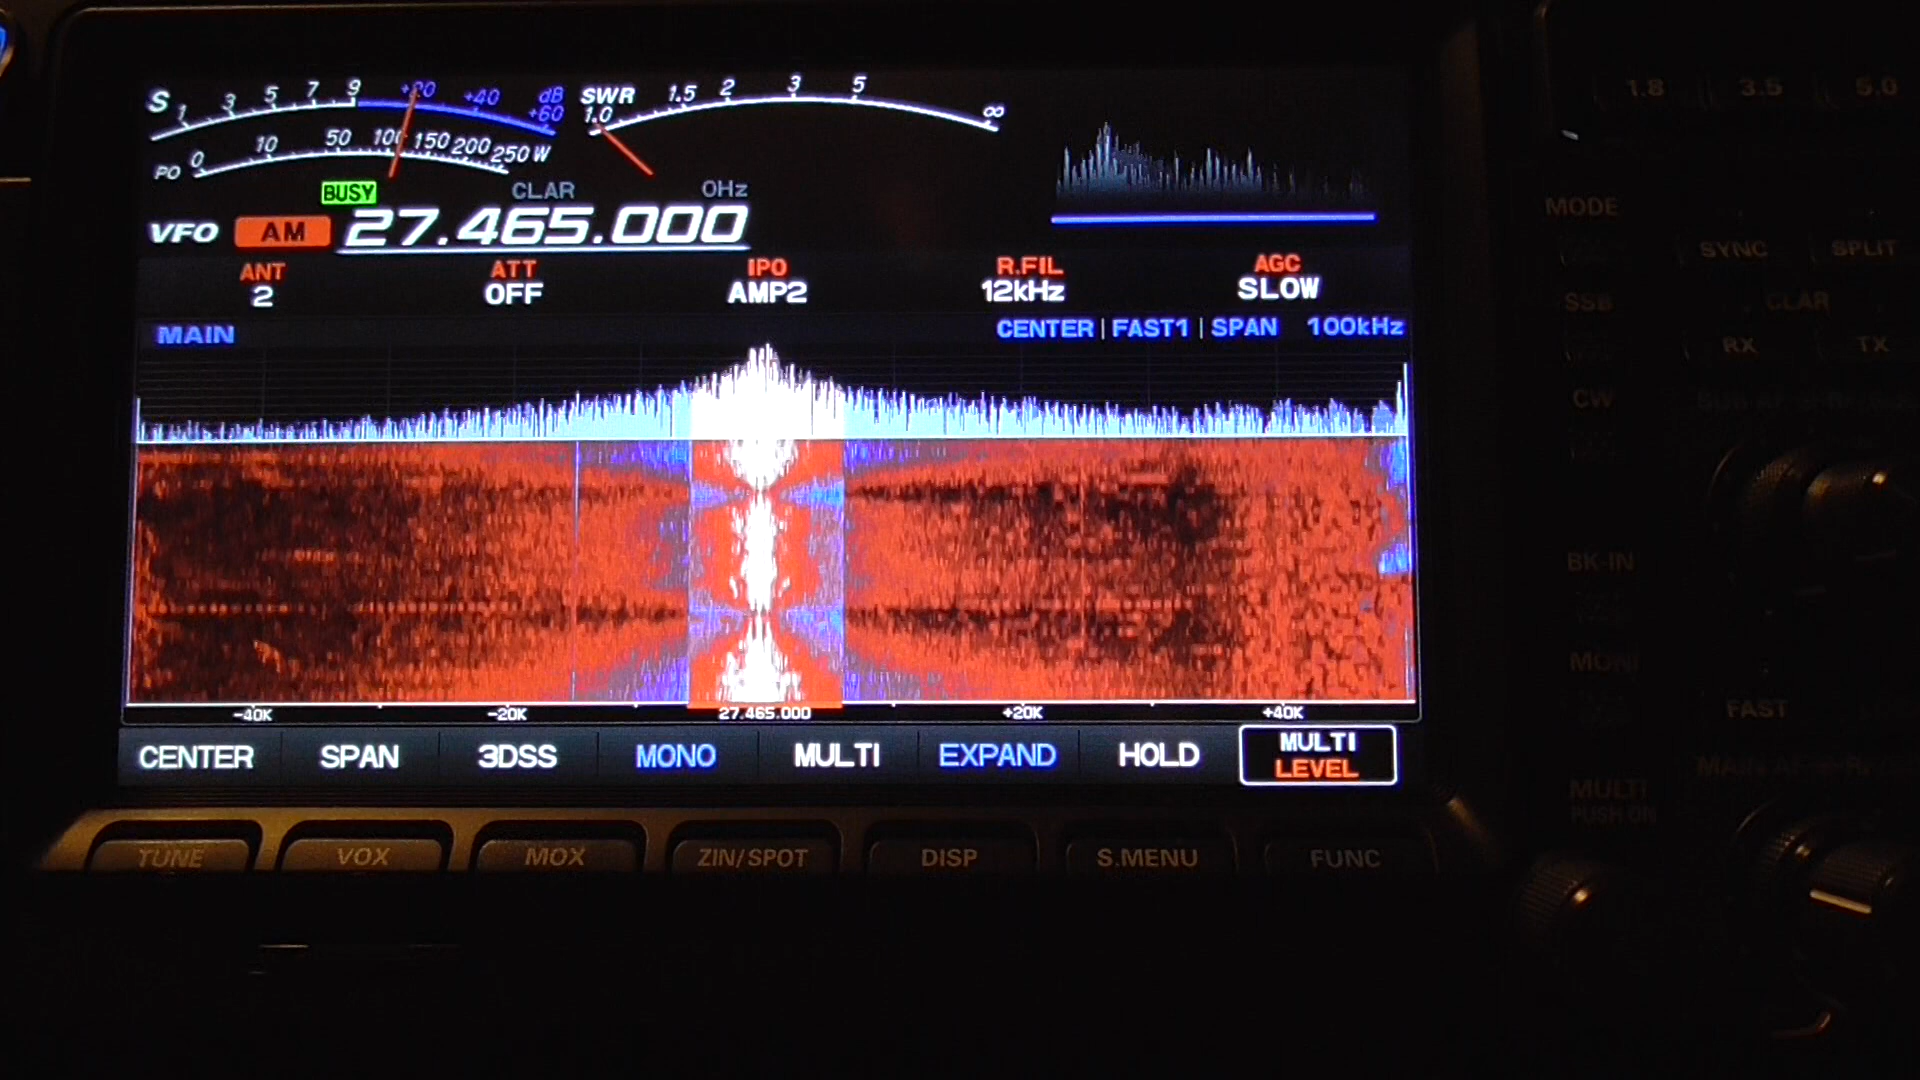 S 1 3 5 7 9 +20 +40 dB +60
SWR 1.0 1.5 2 3 5 ∞
PO 0 10 50 100 150 200 250 W
BUSY CLAR 0Hz
VFO AM 27.465.000
ANT ATT IPO R.FIL AGC
2 OFF AMP2 12kHz SLOW
MAIN CENTER | FAST1 | SPAN 100kHz
-40K -20K 27.465.000 +20K +40K
CENTER SPAN 3DSS MONO MULTI EXPAND HOLD MULTI
LEVEL
TUNE VOX MOX ZIN/SPOT DISP S.MENU FUNC
1.8 3.5 5.0
MODE
SYNC SPLIT
SSB CLAR
RX TX
CW
BK-IN
MONI
FAST
MULTI
PUSH ON